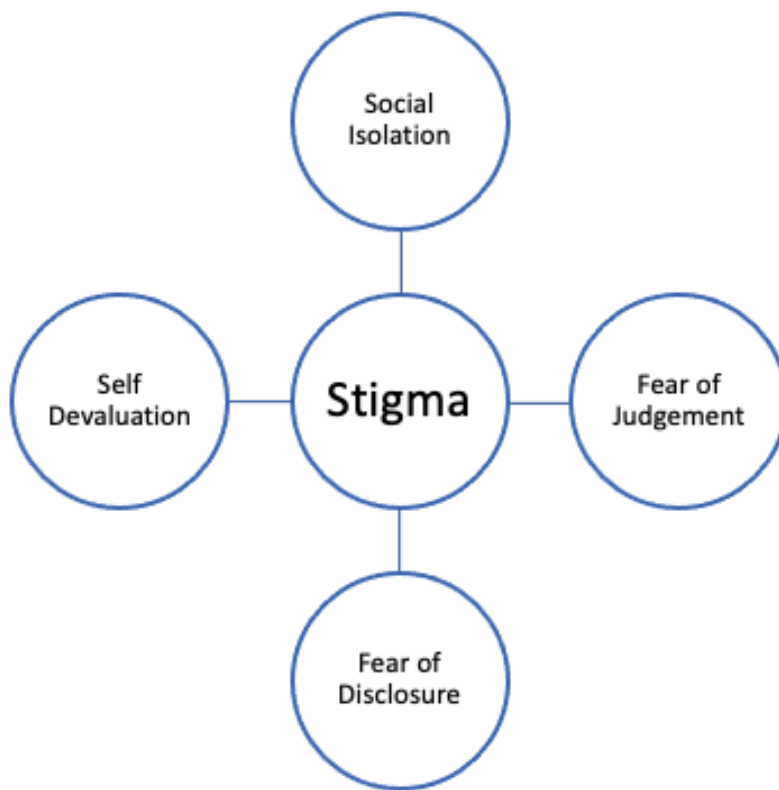 Social
Isolation
Self
Devaluation
Stigma
Fear of
Judgement
Fear of
Disclosure